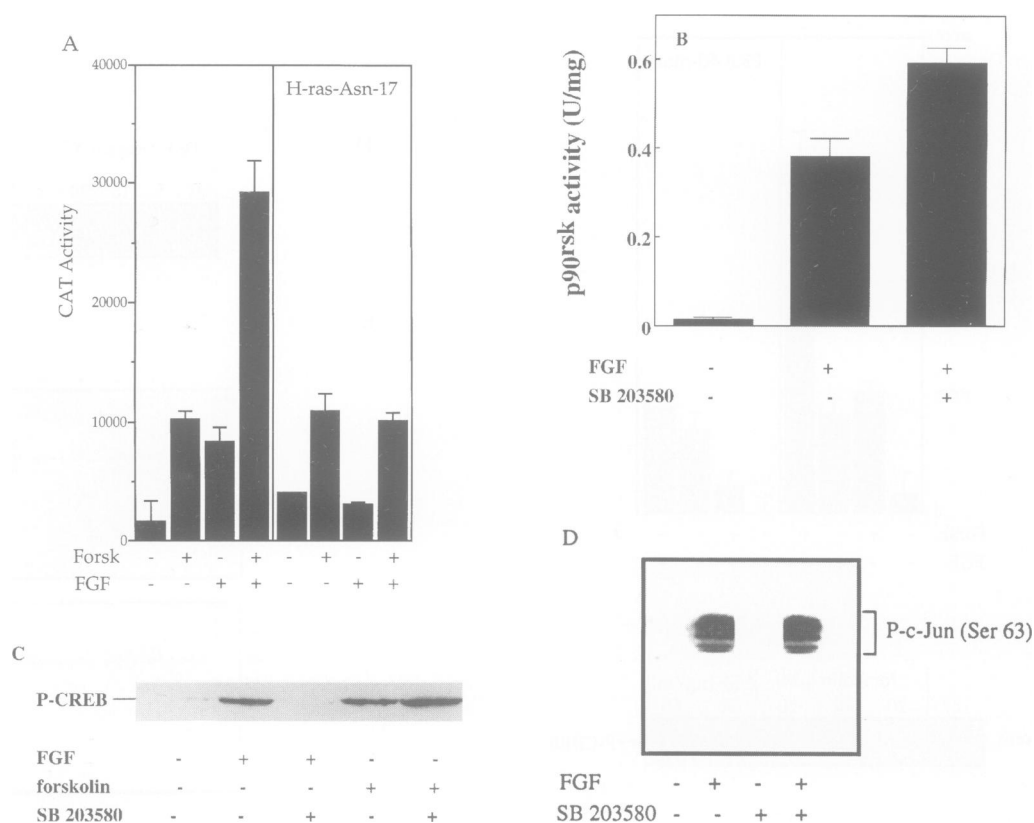 A
40000
30000
20000
10000
0
CAT Activity
H-ras-Asn-17
Forsk - + - + - + - +
FGF - - + + - - + +
B
0.6
0.4
0.2
0
p90rsk activity (U/mg)
FGF - + +
SB 203580 - - +
C
P-CREB
FGF - + + - -
forskolin - - - + +
SB 203580 - - + - +
D
P-c-Jun (Ser 63)
FGF - + - +
SB 203580 - - + +